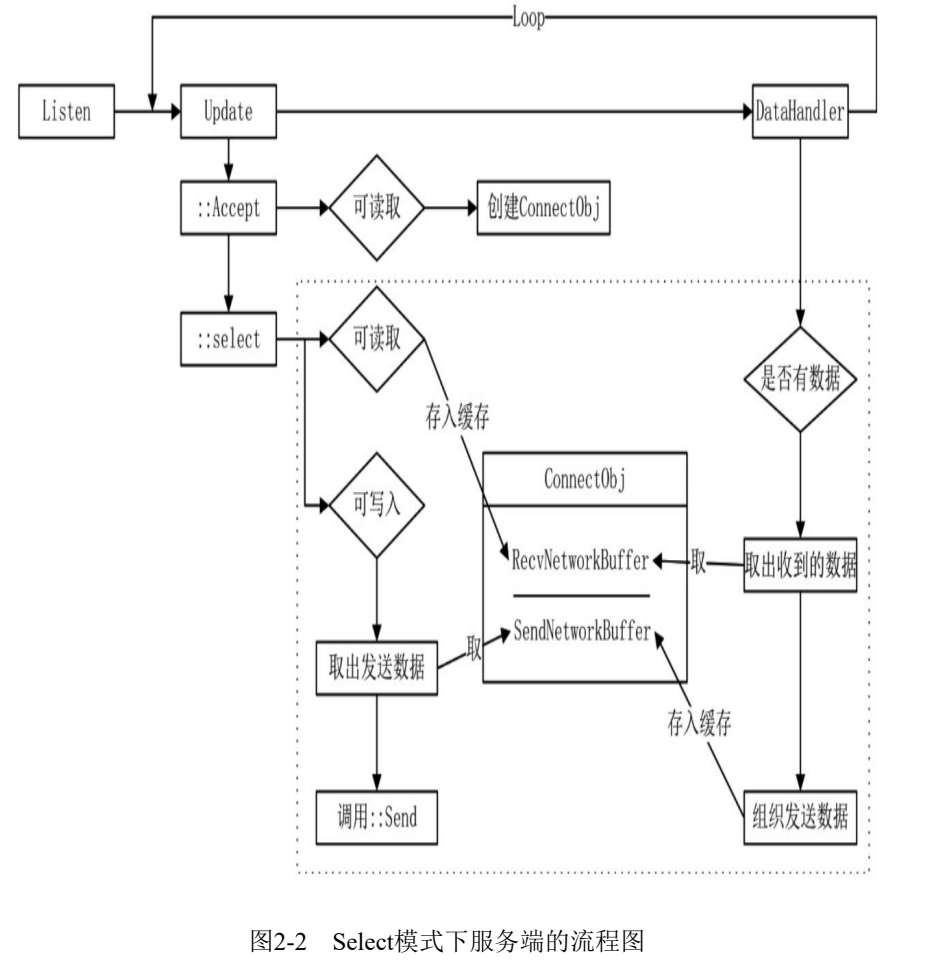 Loop
Listen
Update
DataHandler
::Accept
可读取
创建ConnectObj
::select
可读取
是否有数据
存入缓存
ConnectObj
可写入
RecvNetworkBuffer
取
取出收到的数据
SendNetworkBuffer
取
取出发送数据
存入缓存
调用::Send
组织发送数据
图2-2 Select模式下服务端的流程图